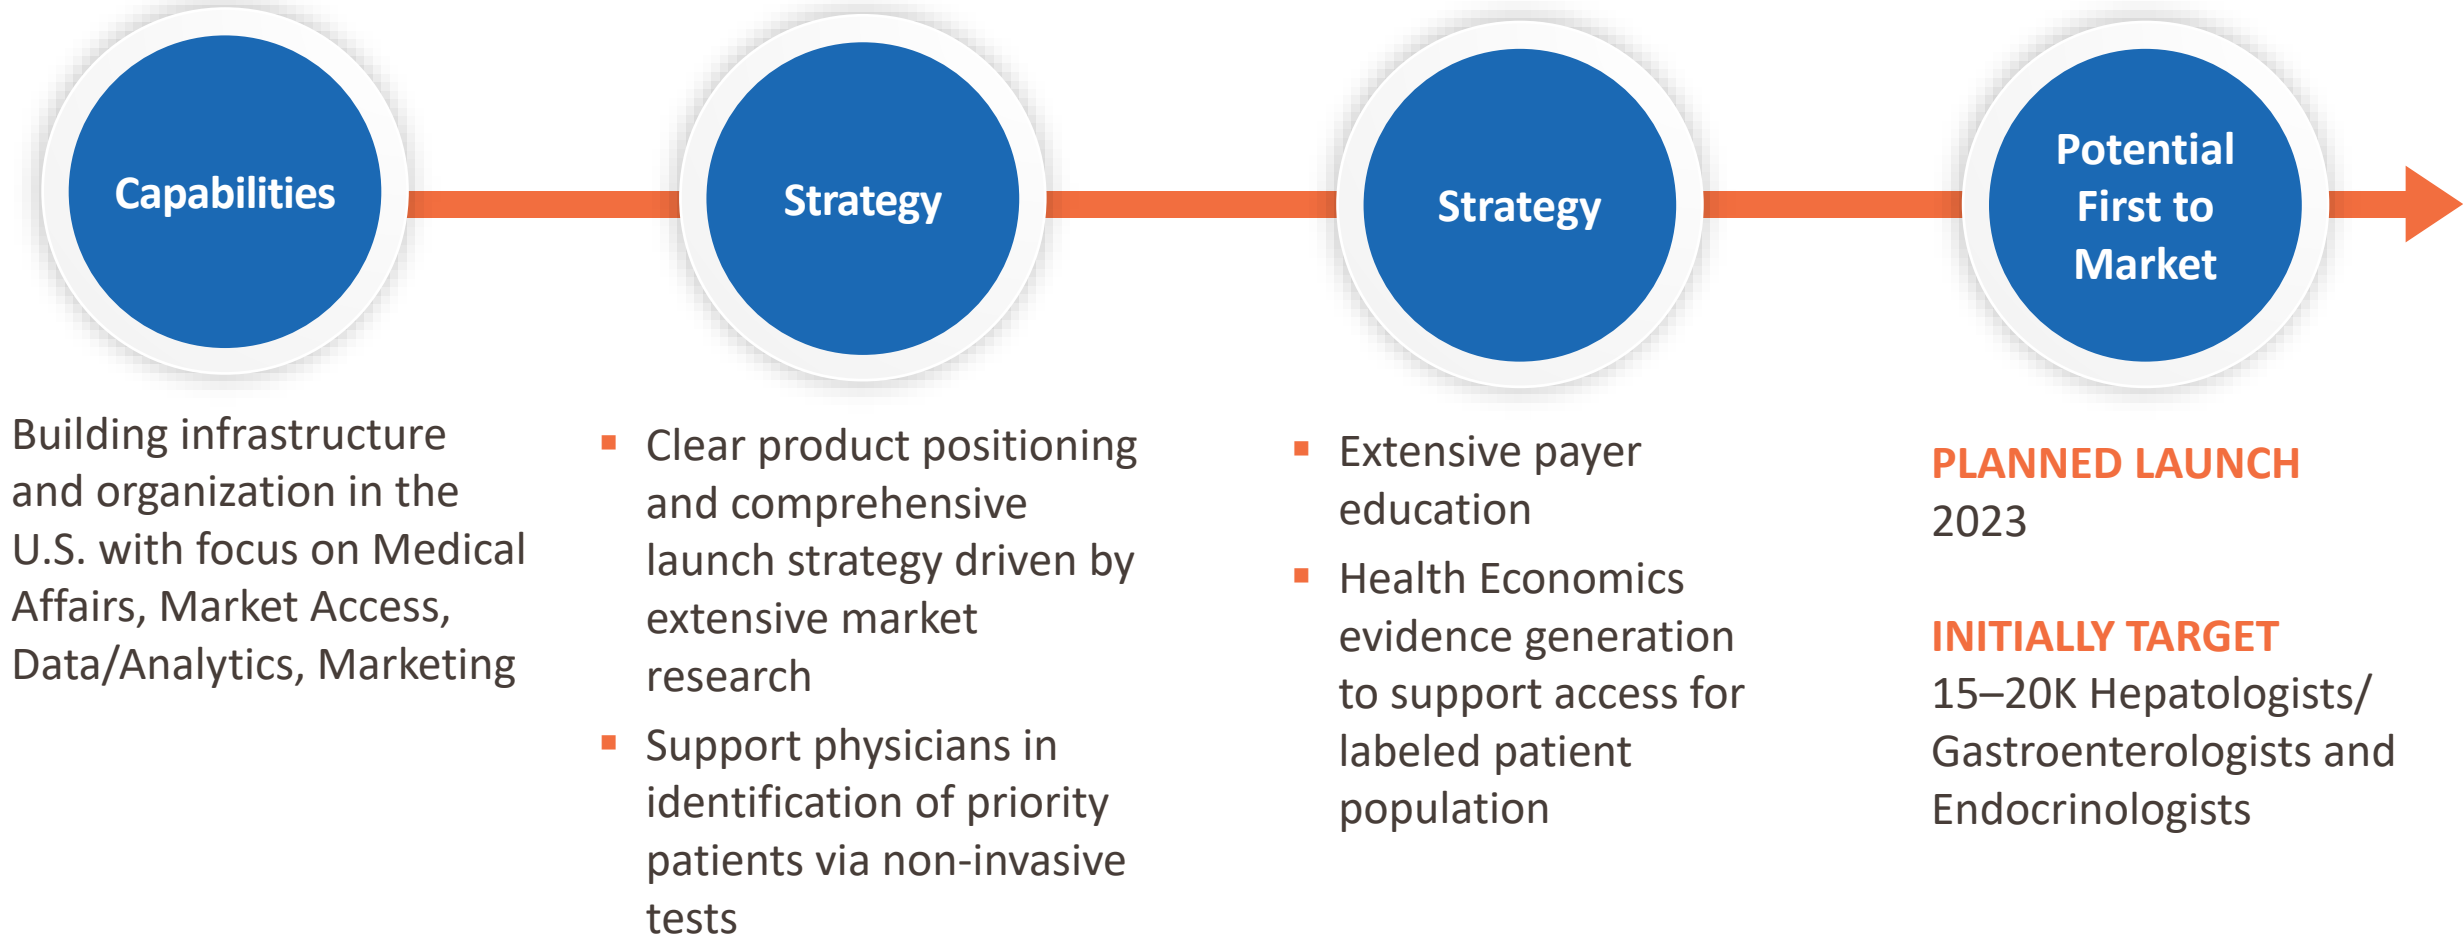 Capabilities
Building infrastructure
and organization in the
U.S. with focus on Medical
Affairs, Market Access,
Data/Analytics, Marketing
Strategy
▪ Clear product positioning
and comprehensive
launch strategy driven by
extensive market
research
▪ Support physicians in
identification of priority
patients via non-invasive
tests
Strategy
▪ Extensive payer
education
▪ Health Economics
evidence generation
to support access for
labeled patient
population
Potential
First to
Market
PLANNED LAUNCH
2023
INITIALLY TARGET
15–20K Hepatologists/
Gastroenterologists and
Endocrinologists